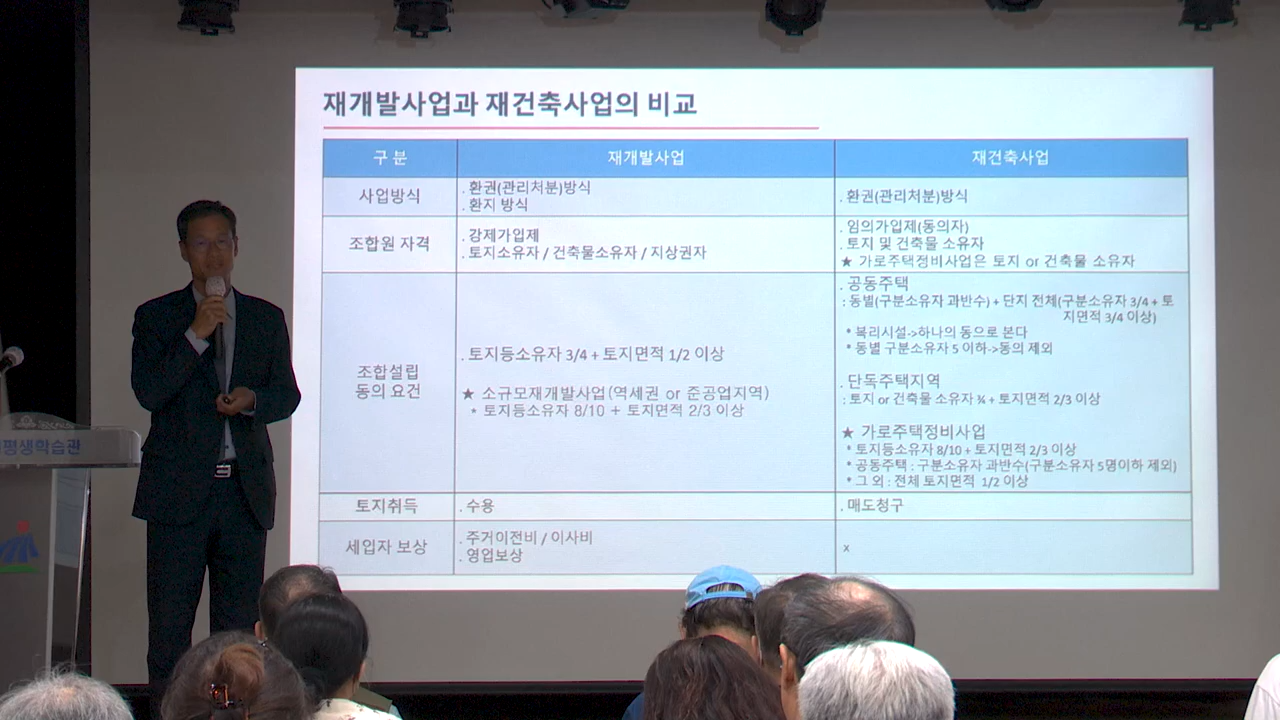 재개발사업과 재건축사업의 비교
구 분
재개발사업
재건축사업
사업방식
. 환권(관리처분)방식
. 환지 방식
. 환권(관리처분)방식
조합원 자격
. 강제가입제
. 토지소유자 / 건축물소유자 / 지상권자
. 임의가입제(동의자)
. 토지 및 건축물 소유자
★ 가로주택정비사업은 토지 or 건축물 소유자
조합설립
동의 요건
. 토지등소유자 3/4 + 토지면적 1/2 이상
★ 소규모재개발사업(역세권 or 준공업지역)
* 토지등소유자 8/10 + 토지면적 2/3 이상
. 공동주택
: 동별(구분소유자 과반수) + 단지 전체(구분소유자 3/4 + 토
지면적 3/4 이상)
* 복리시설->하나의 동으로 본다
* 동별 구분소유자 5 이하->동의 제외
. 단독주택지역
: 토지 or 건축물 소유자 ¾ + 토지면적 2/3 이상
★ 가로주택정비사업
* 토지등소유자 8/10 + 토지면적 2/3 이상
* 공동주택 : 구분소유자 과반수(구분소유자 5명이하 제외)
* 그 외 : 전체 토지면적 1/2 이상
토지취득
. 수용
. 매도청구
세입자 보상
. 주거이전비 / 이사비
. 영업보상
x
평생학습관